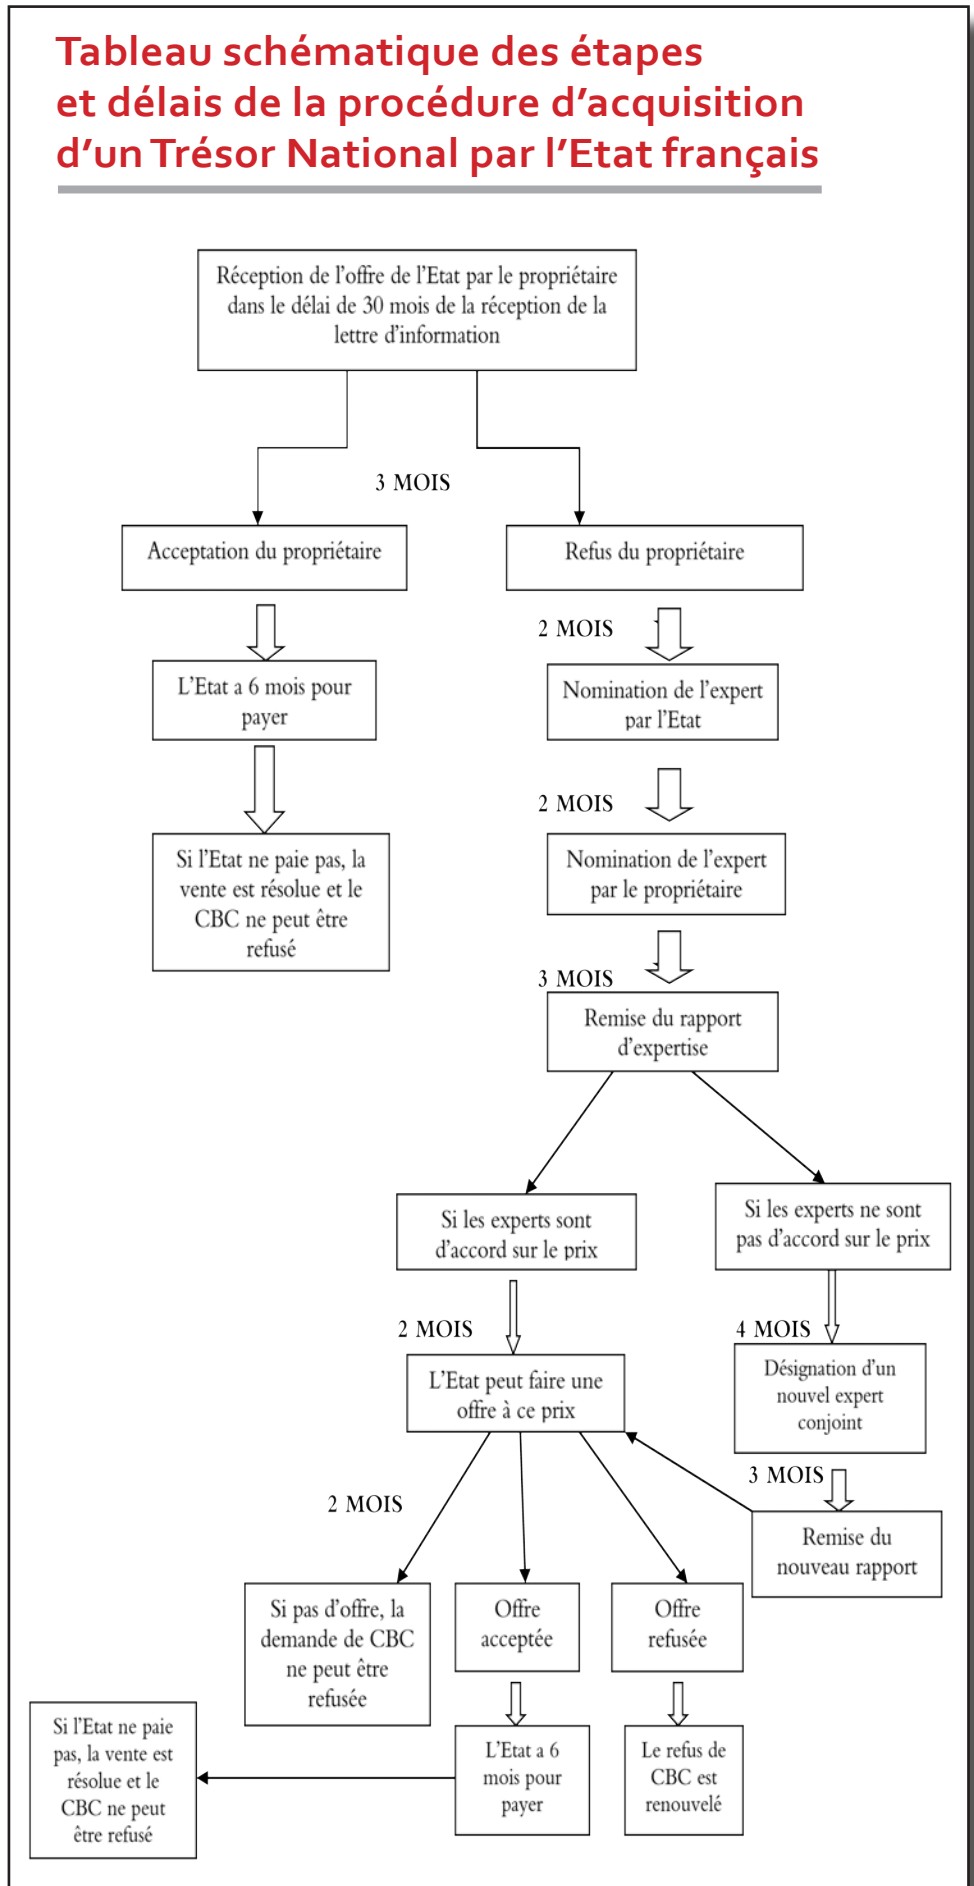 Tableau schématique des étapes
et délais de la procédure d’acquisition
d’un Trésor National par l’Etat français
Réception de l’offre de l’Etat par le propriétaire
dans le délai de 30 mois de la réception de la
lettre d’information
3 MOIS
Acceptation du propriétaire
Refus du propriétaire
L’Etat a 6 mois pour
payer
Si l’Etat ne paie pas, la
vente est résolue et le
CBC ne peut être
refusé
2 MOIS
Nomination de l’expert
par l’Etat
2 MOIS
Nomination de l’expert
par le propriétaire
3 MOIS
Remise du rapport
d’expertise
Si les experts sont
d’accord sur le prix
Si les experts ne sont
pas d’accord sur le prix
2 MOIS
L’Etat peut faire une
offre à ce prix
4 MOIS
Désignation d’un
nouvel expert
conjoint
3 MOIS
Remise du
nouveau rapport
2 MOIS
Si pas d’offre, la
demande de CBC
ne peut être
refusée
Offre
acceptée
Offre
refusée
L’Etat a 6
mois pour
payer
Le refus de
CBC est
renouvelé
Si l’Etat ne paie
pas, la vente est
résolue et le
CBC ne peut
être refusé